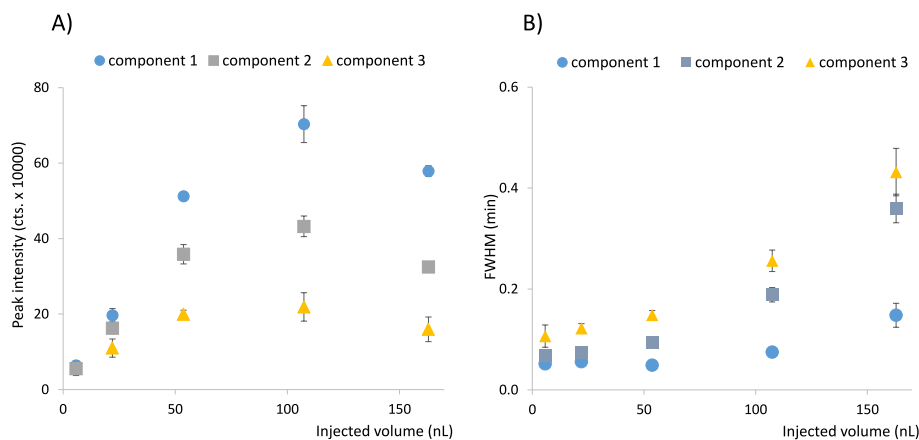 A)
component 1 component 2 component 3
Peak intensity (cts. x 10000)
80
60
40
20
0
0 50 100 150
Injected volume (nL)
B)
component 1 component 2 component 3
FWHM (min)
0.6
0.4
0.2
0.0
0 50 100 150
Injected volume (nL)